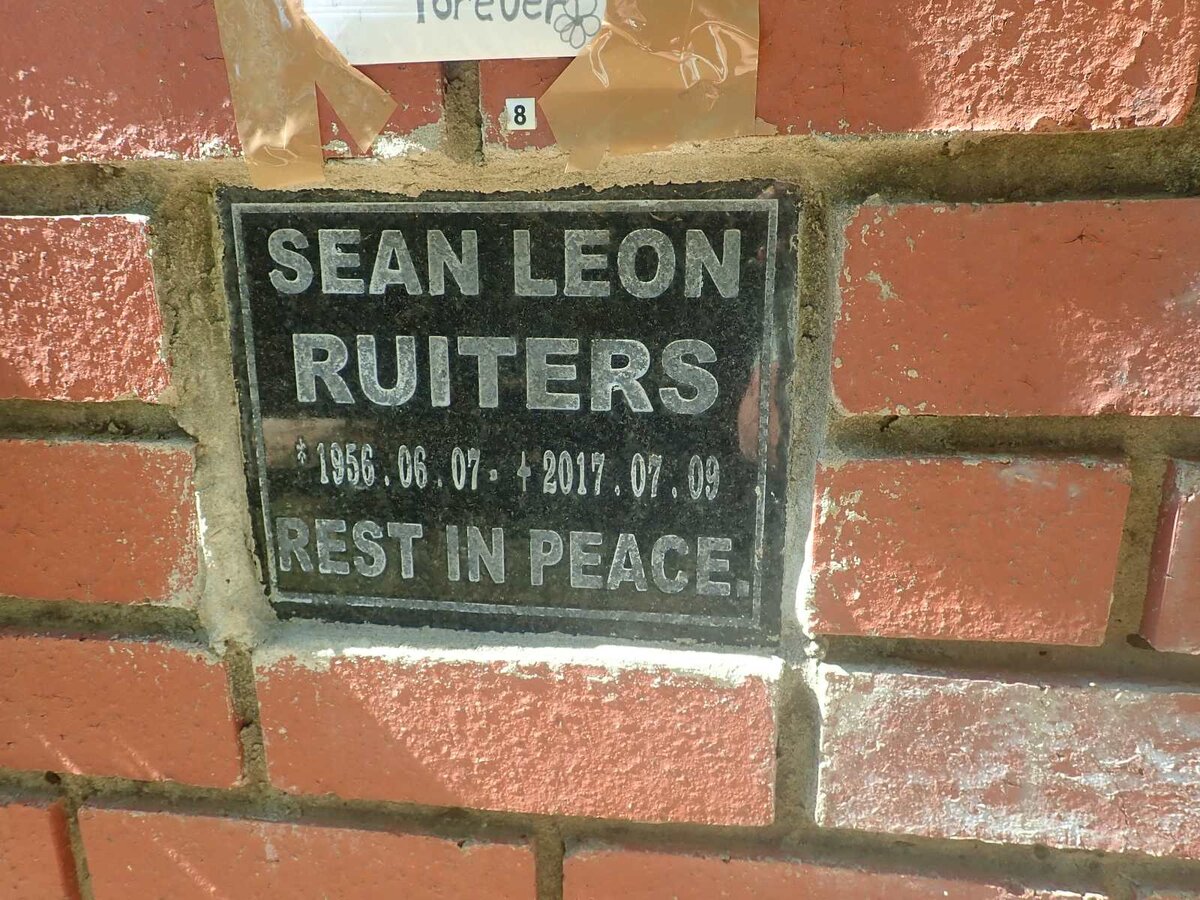 forever
8
SEAN LEON
RUITERS
* 1956.06.07. + 2017.07.09
REST IN PEACE.